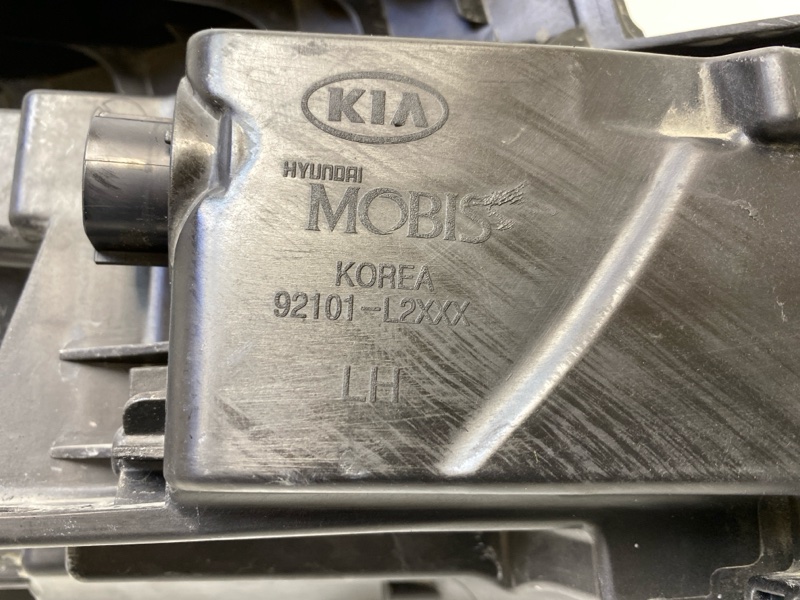 KIA
HYUNDAI
MOBIS
KOREA
92101-L2XXX
LH